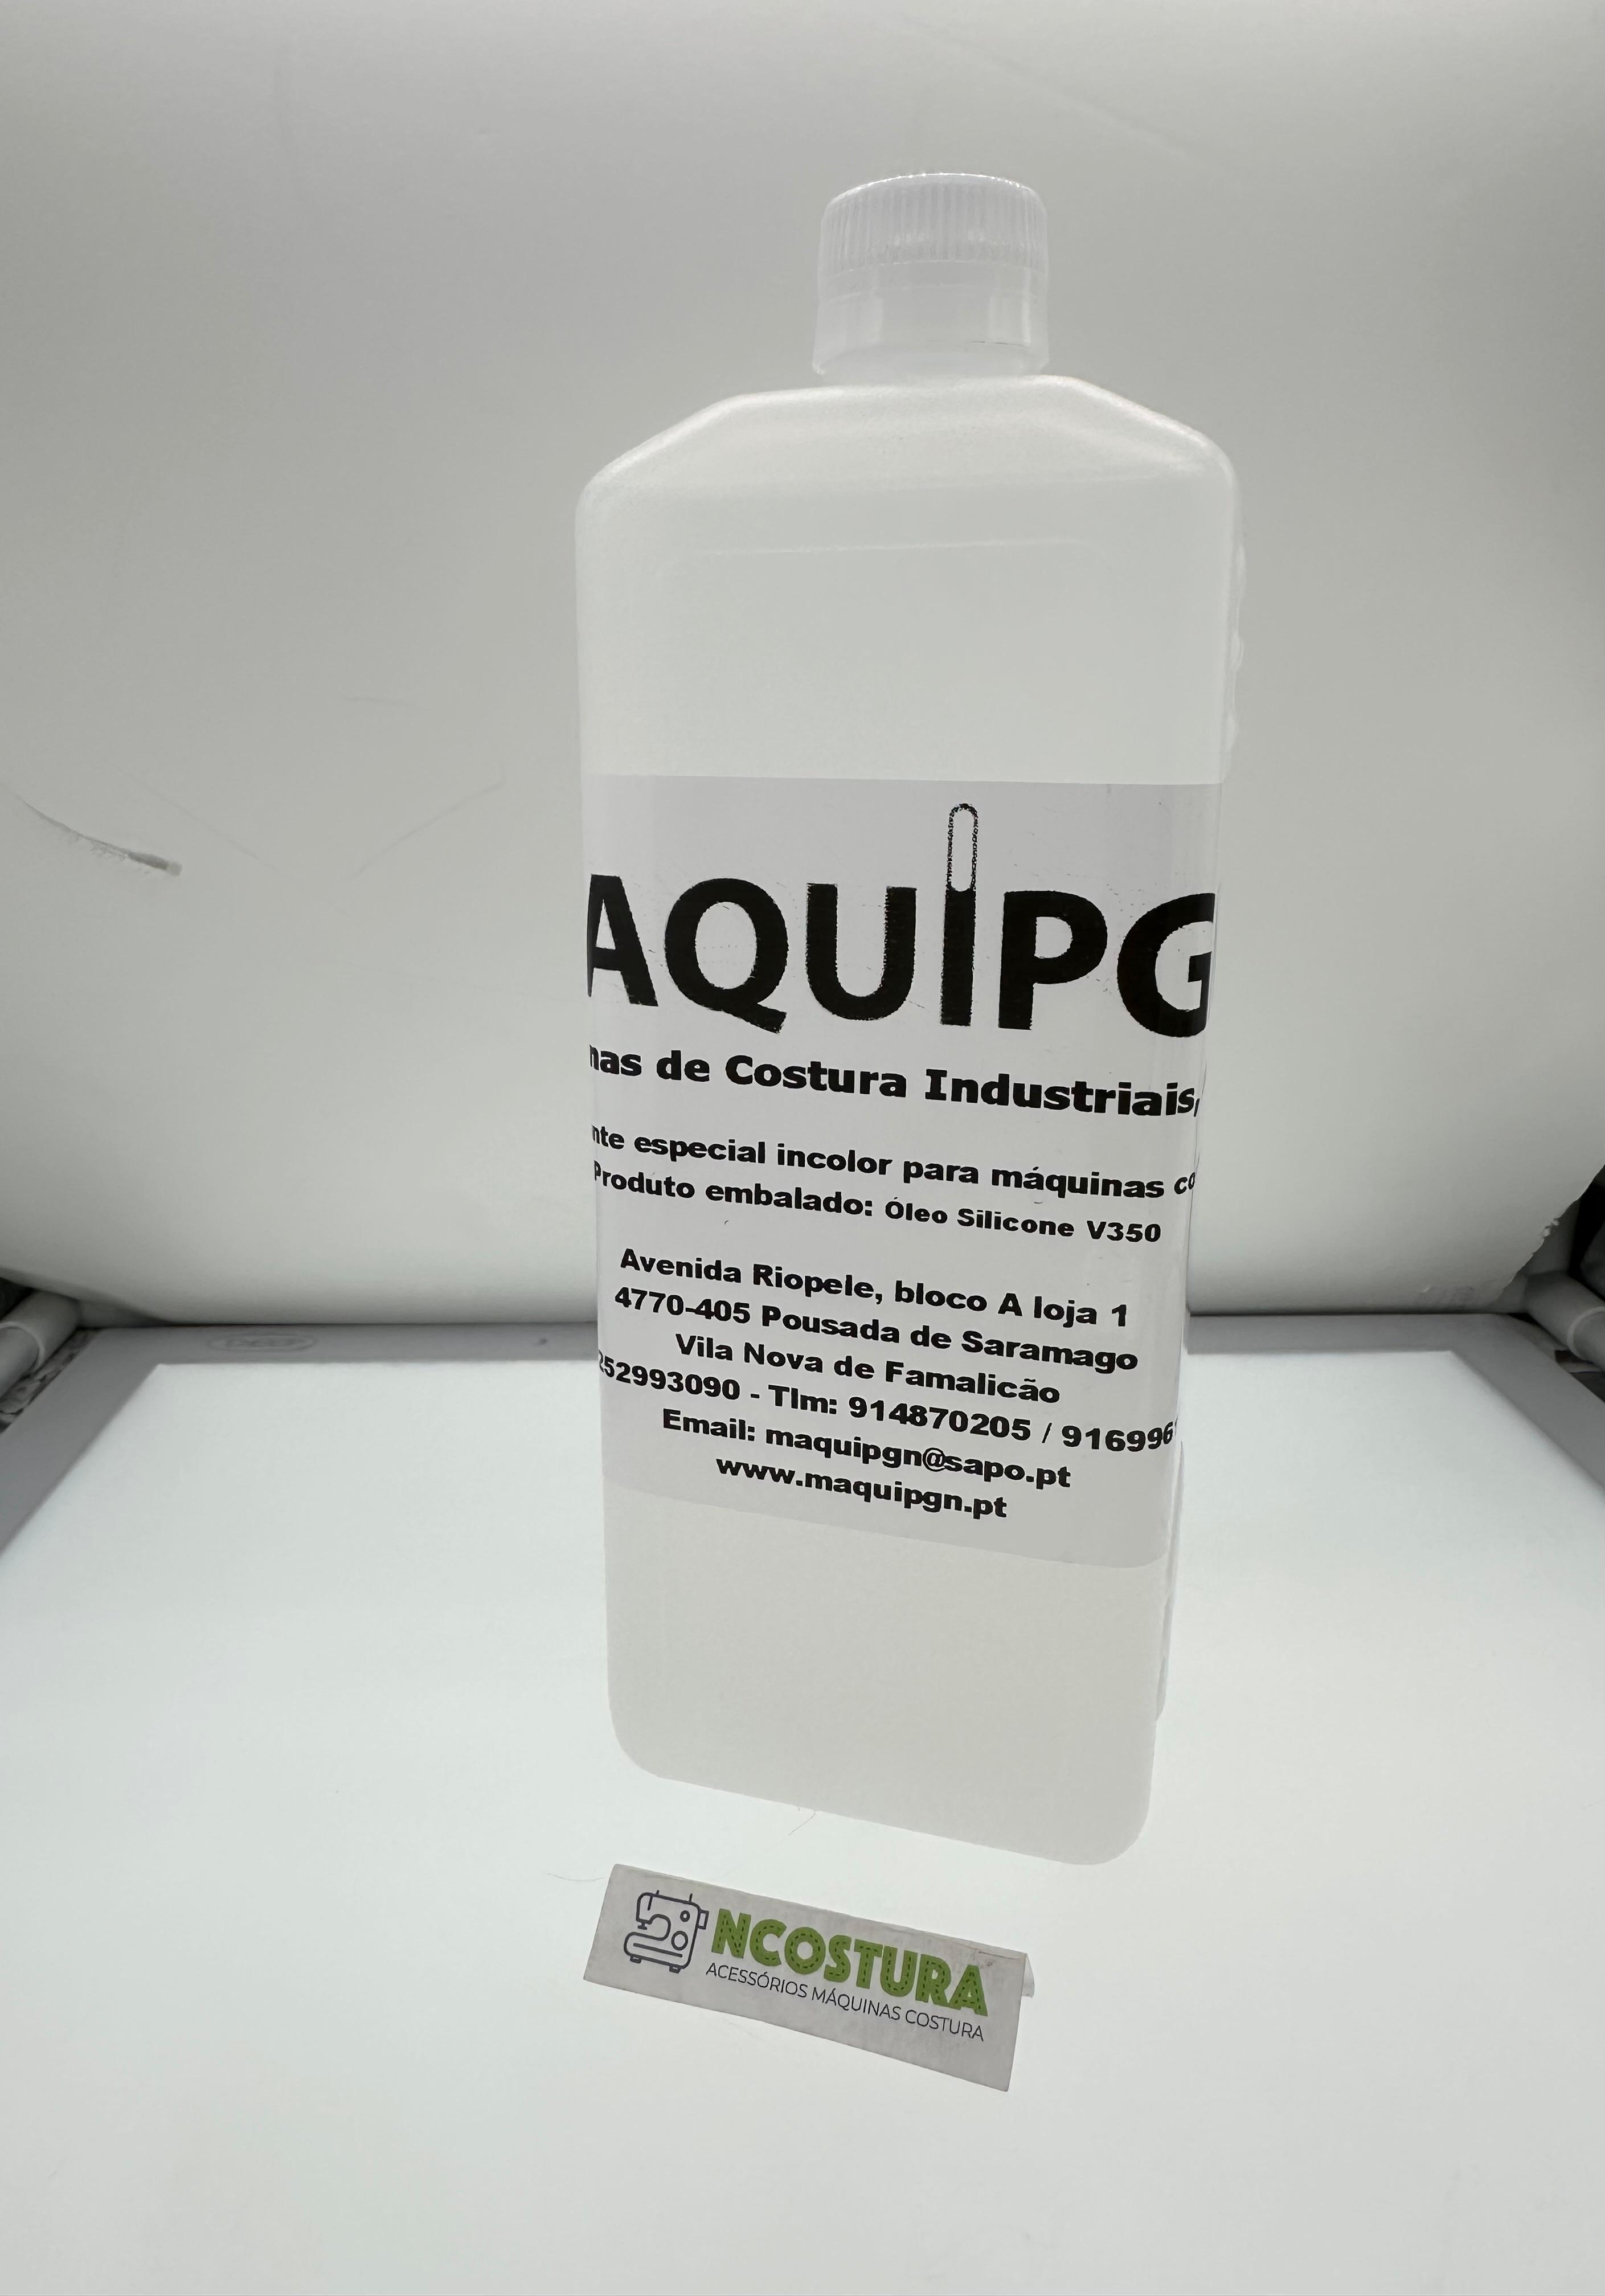 AQUIPG
nas de Costura Industriais,
nte especial incolor para máquinas co
Produto embalado: Óleo Silicone V350
Avenida Riopele, bloco A loja 1
4770-405 Pousada de Saramago
Vila Nova de Famalicão
252993090 - Tlm: 914870205 / 916996
Email: maquipgn@sapo.pt
www.maquipgn.pt
NCOSTURA
ACESSÓRIOS MÁQUINAS COSTURA